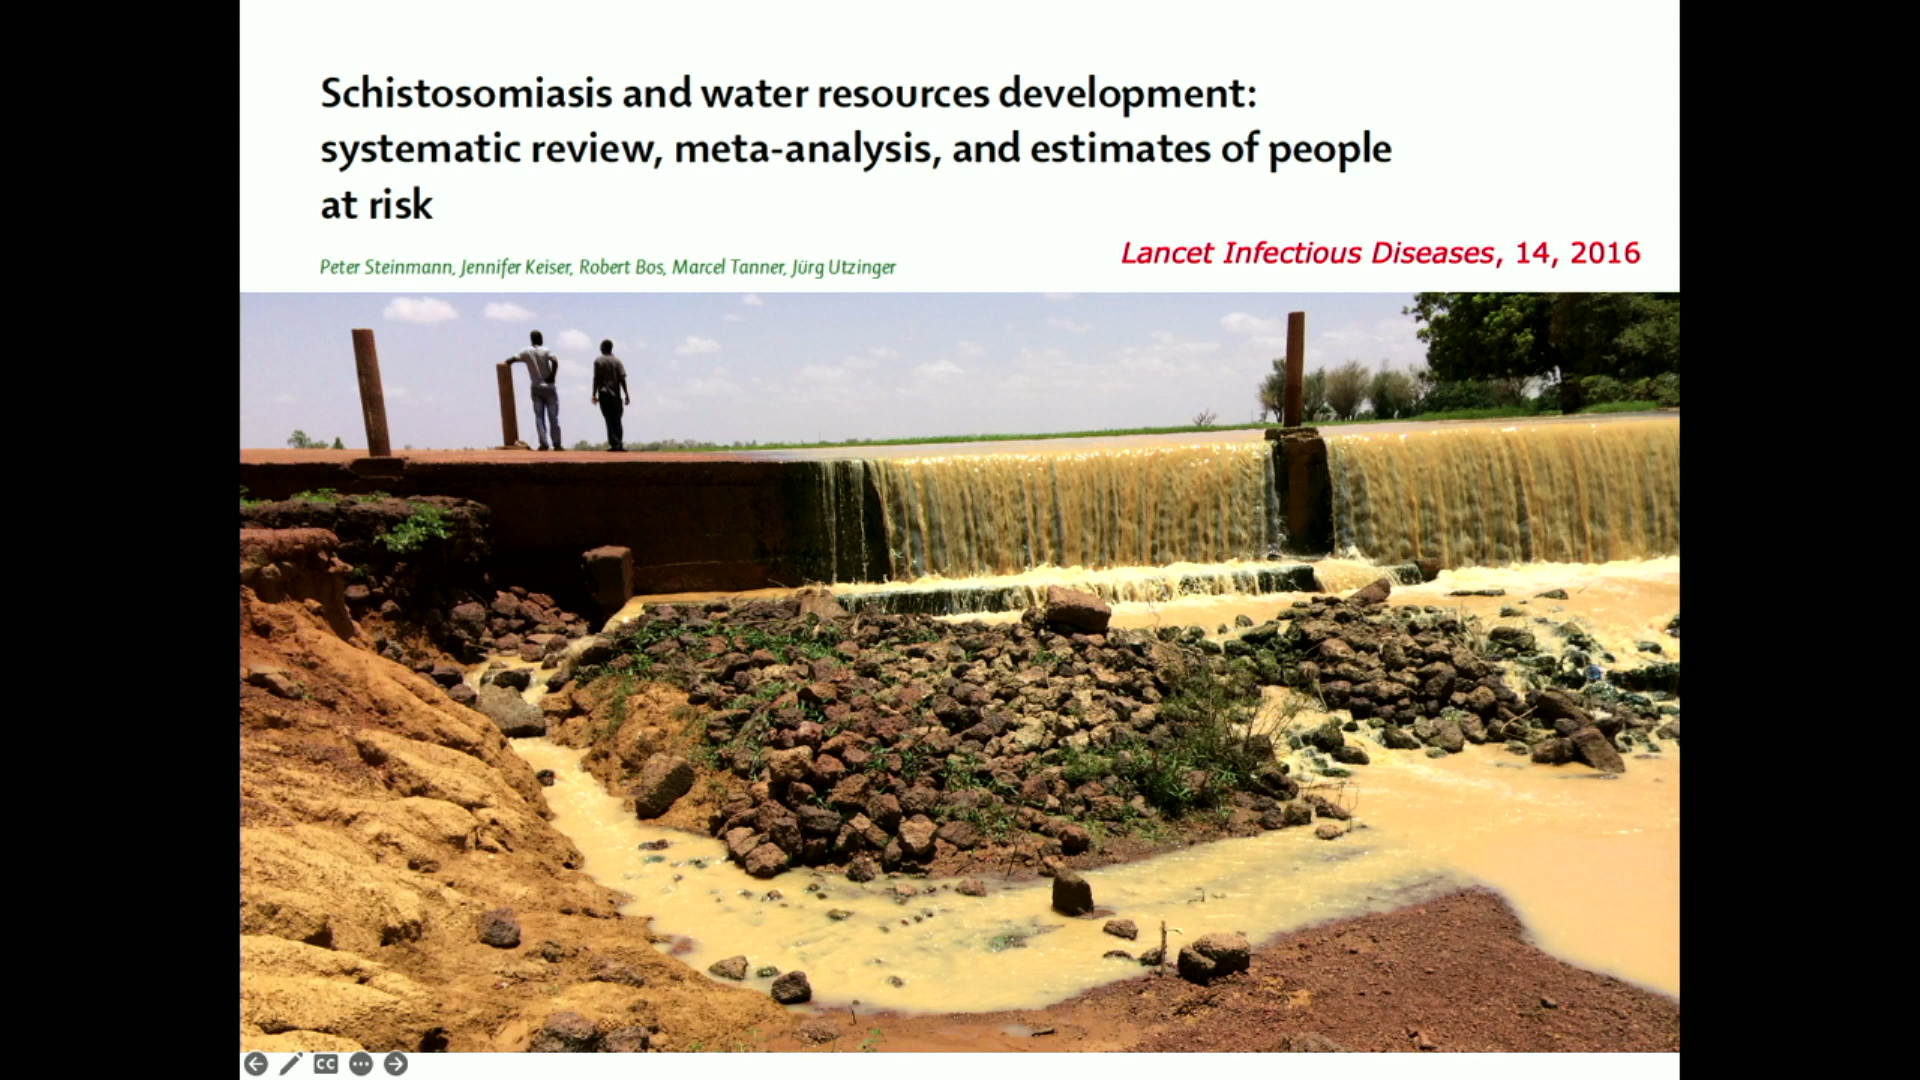 Schistosomiasis and water resources development:
systematic review, meta-analysis, and estimates of people
at risk
Peter Steinmann, Jennifer Keiser, Robert Bos, Marcel Tanner, Jürg Utzinger
Lancet Infectious Diseases, 14, 2016
CC